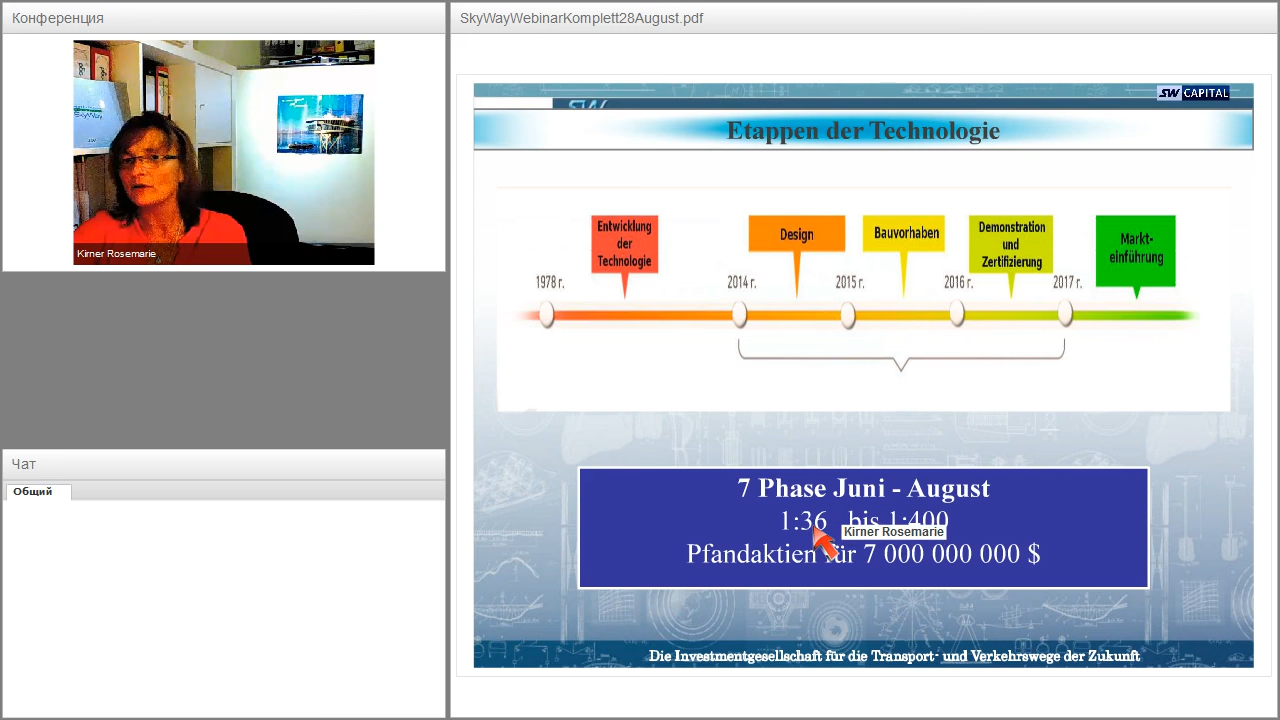 Конференция
SkyWay
Kirner Rosemarie
Чат
Общий
SkyWayWebinarKomplett28August.pdf
SW CAPITAL
SW
Etappen der Technologie
Entwicklung
der
Technologie
Design
Bauvorhaben
Demonstration
und
Zertifizierung
Markt-
einführung
1978 г.
2014 г.
2015 г.
2016 г.
2017 г.
7 Phase Juni - August
1:36 bis 1:400
Kirner Rosemarie
Pfandaktien für 7 000 000 000 $
Die Investmentgesellschaft für die Transport- und Verkehrswege der Zukunft